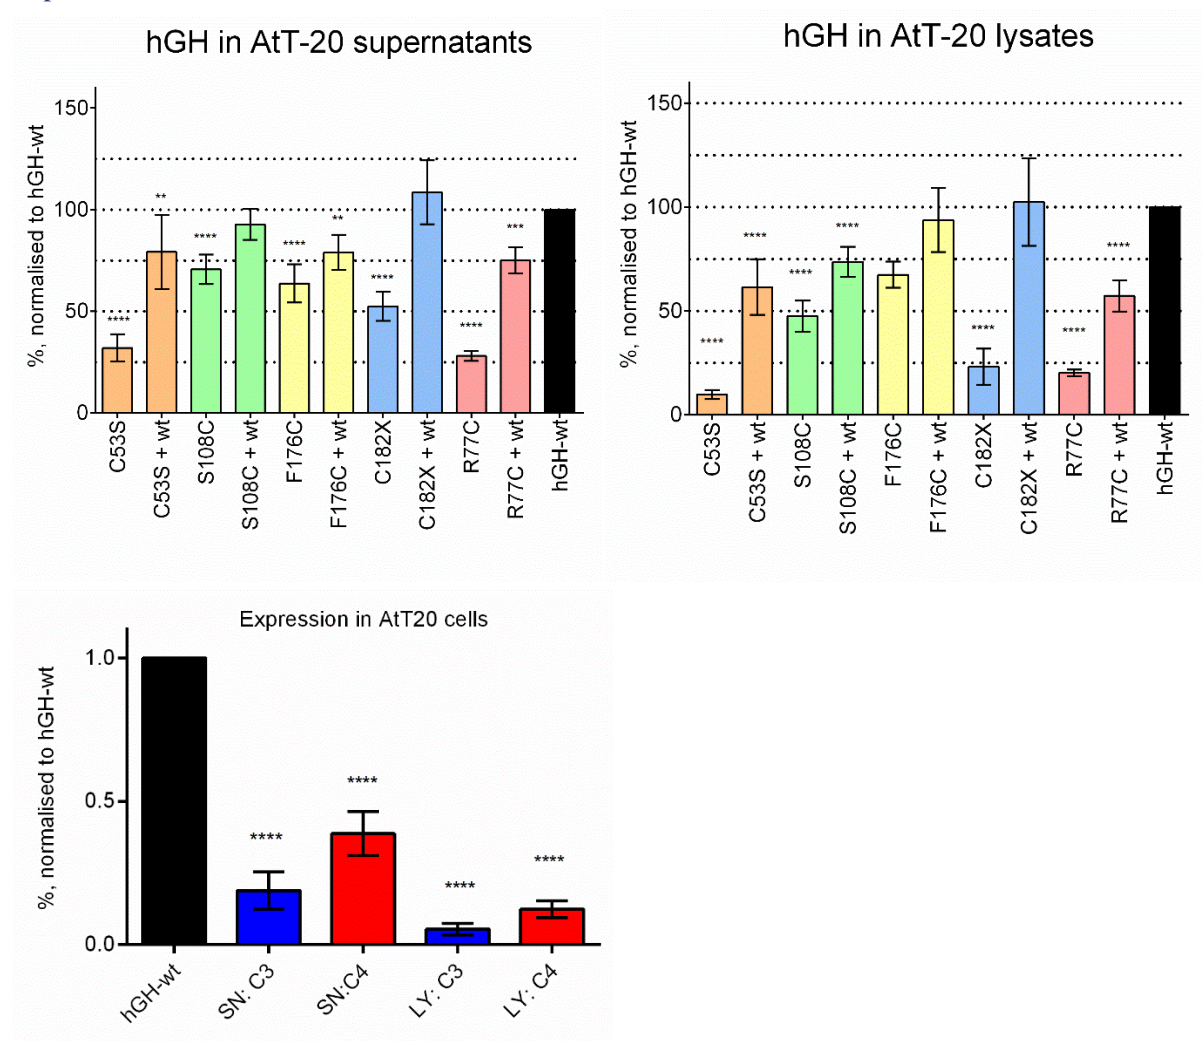 hGH in AtT-20 supernatants
%, normalised to hGH-wt
150
100
50
0
****
**
****
****
**
****
****
***
C53S
C53S + wt
S108C
S108C + wt
F176C
F176C + wt
C182X
C182X + wt
R77C
R77C + wt
hGH-wt
hGH in AtT-20 lysates
%, normalised to hGH-wt
150
100
50
0
****
****
****
****
****
****
****
C53S
C53S + wt
S108C
S108C + wt
F176C
F176C + wt
C182X
C182X + wt
R77C
R77C + wt
hGH-wt
Expression in AtT20 cells
%, normalised to hGH-wt
1.0
0.5
0.0
****
****
****
****
hGH-wt
SN: C3
SN:C4
LY: C3
LY: C4